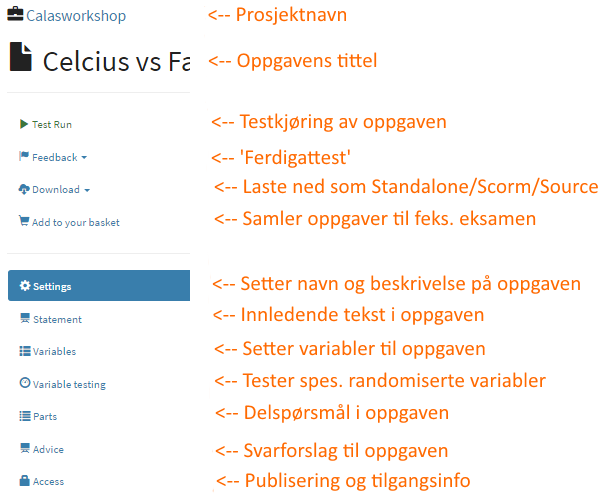 Calasworkshop <-- Prosjektnavn
Celcius vs Fa <-- Oppgavens tittel
Test Run <-- Testkjøring av oppgaven
Feedback <-- 'Ferdigattest'
Download <-- Laste ned som Standalone/Scorm/Source
Add to your basket <-- Samler oppgaver til feks. eksamen
Settings <-- Setter navn og beskrivelse på oppgaven
Statement <-- Innledende tekst i oppgaven
Variables <-- Setter variabler til oppgaven
Variable testing <-- Tester spes. randomiserte variabler
Parts <-- Delspørsmål i oppgaven
Advice <-- Svarforslag til oppgaven
Access <-- Publisering og tilgangsinfo